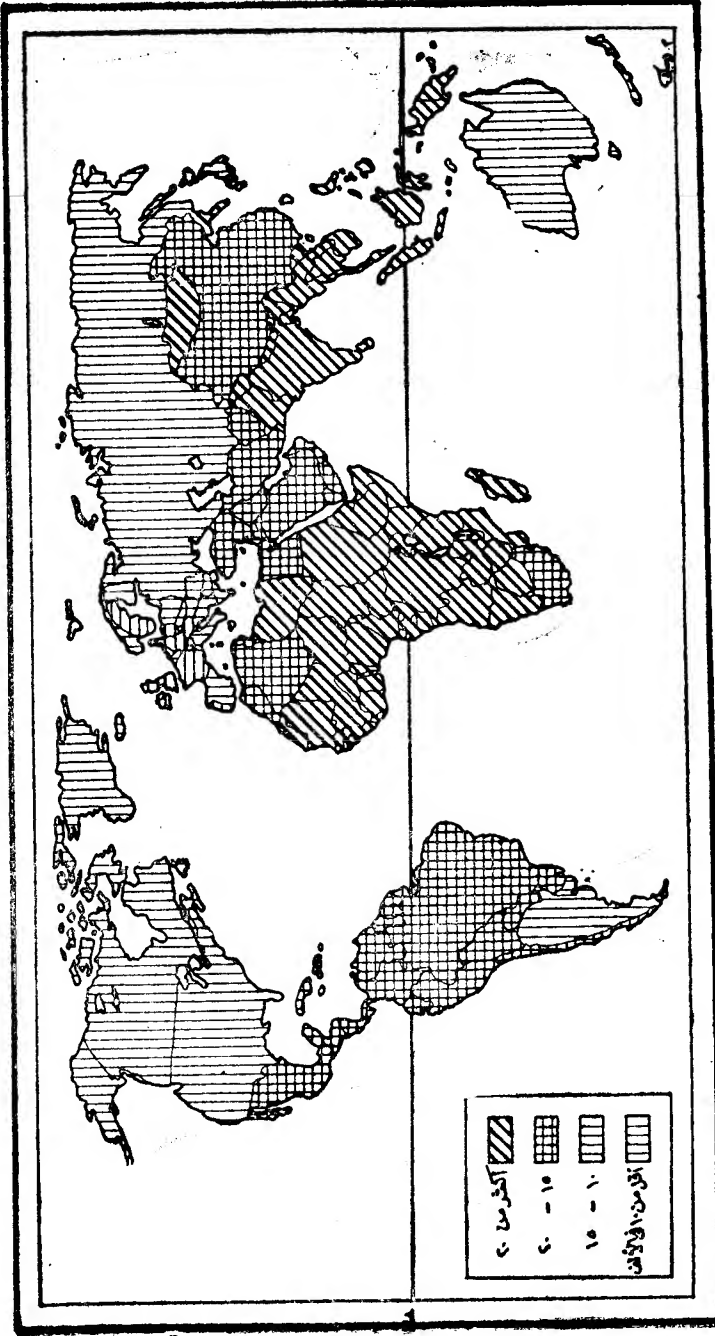 أقل من ١٠ في الألف
١٠ - ١٥
١٥ - ٢٠
أكثر من ٢٠